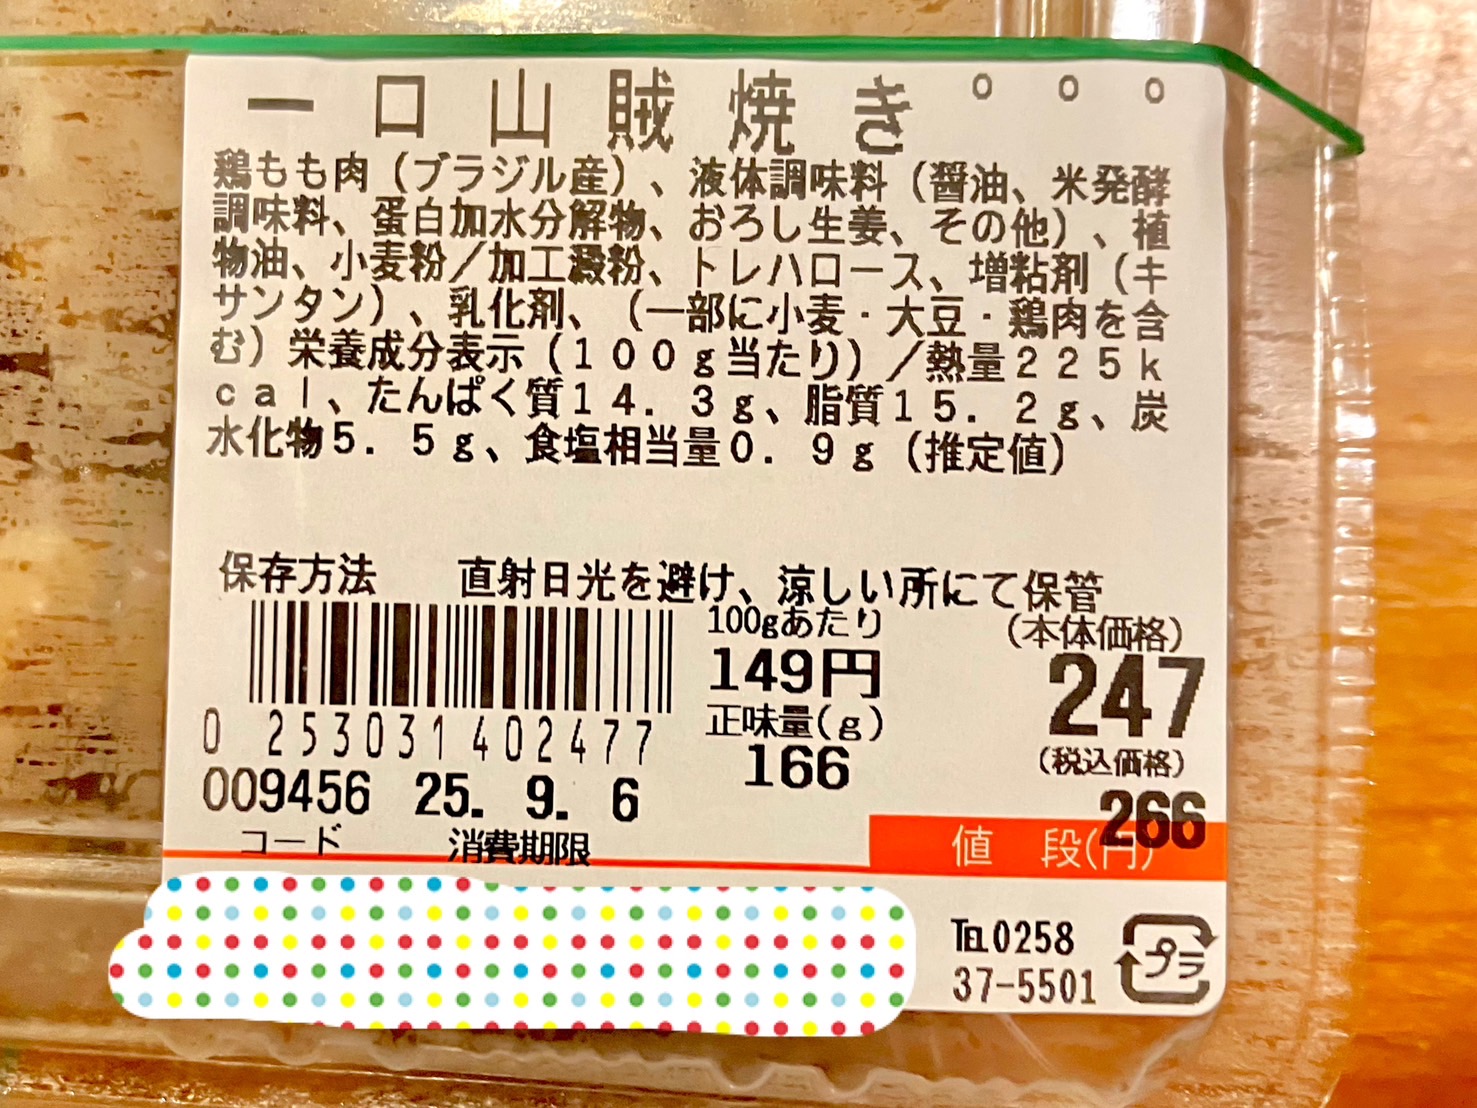 一口山賊焼き°°°
鶏もも肉（ブラジル産）、液体調味料（醤油、米発酵
調味料、蛋白加水分解物、おろし生姜、その他）、植
物油、小麦粉／加工澱粉、トレハロース、増粘剤（キ
サンタン）、乳化剤、（一部に小麦・大豆・鶏肉を含
む）栄養成分表示（１００ｇ当たり）／熱量２２５ｋ
ｃａｌ、たんぱく質１４．３ｇ、脂質１５．２ｇ、炭
水化物５．５ｇ、食塩相当量０．９ｇ（推定値）
保存方法　直射日光を避け、涼しい所にて保管
100gあたり
149円
正味量(g)
166
(本体価格)
247
(税込価格)
266
値段(円)
0 253031 402477
009456 25. 9. 6
コード 消費期限
℡0258
37-5501
プラ